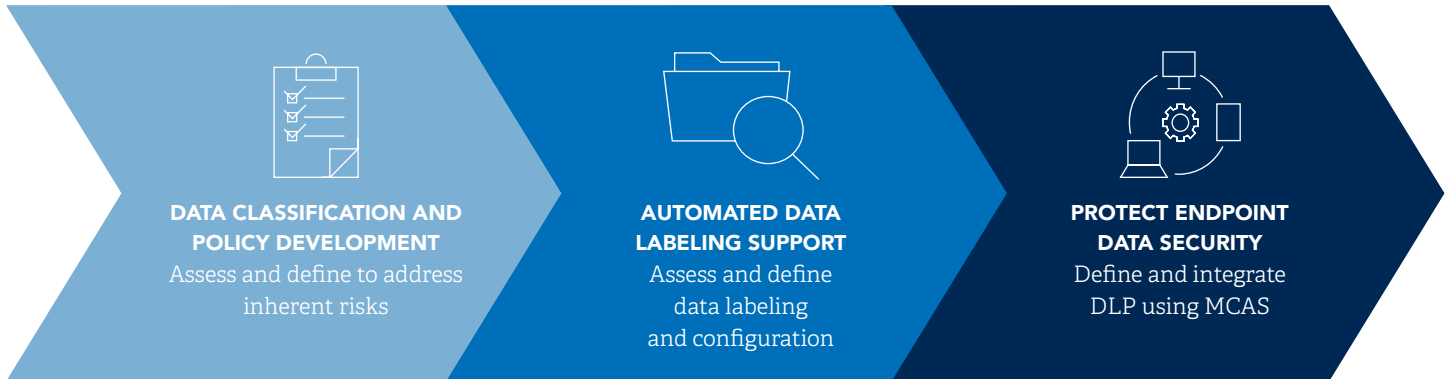 DATA CLASSIFICATION AND
POLICY DEVELOPMENT
Assess and define to address
inherent risks
AUTOMATED DATA
LABELING SUPPORT
Assess and define
data labeling
and configuration
PROTECT ENDPOINT
DATA SECURITY
Define and integrate
DLP using MCAS